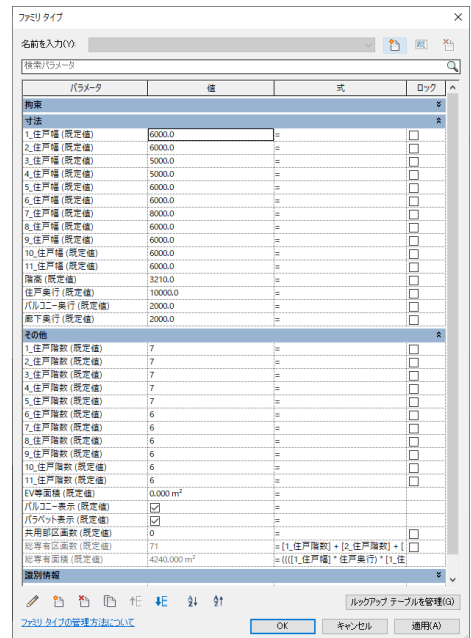 ファミリ タイプ
名前を入力(Y):
検索パラメータ
パラメータ 値 式 ロック
拘束
寸法
1_住戸幅 (既定値) 6000.0 =
2_住戸幅 (既定値) 6000.0 =
3_住戸幅 (既定値) 5000.0 =
4_住戸幅 (既定値) 5000.0 =
5_住戸幅 (既定値) 6000.0 =
6_住戸幅 (既定値) 6000.0 =
7_住戸幅 (既定値) 8000.0 =
8_住戸幅 (既定値) 6000.0 =
9_住戸幅 (既定値) 6000.0 =
10_住戸幅 (既定値) 6000.0 =
11_住戸幅 (既定値) 6000.0 =
階高 (既定値) 3210.0 =
住戸奥行 (既定値) 10000.0 =
バルコニー奥行 (既定値) 2000.0 =
廊下奥行 (既定値) 2000.0 =
その他
1_住戸階数 (既定値) 7 =
2_住戸階数 (既定値) 7 =
3_住戸階数 (既定値) 7 =
4_住戸階数 (既定値) 7 =
5_住戸階数 (既定値) 7 =
6_住戸階数 (既定値) 6 =
7_住戸階数 (既定値) 6 =
8_住戸階数 (既定値) 6 =
9_住戸階数 (既定値) 6 =
10_住戸階数 (既定値) 6 =
11_住戸階数 (既定値) 6 =
EV等面積 (既定値) 0.000 m² =
バルコニー表示 (既定値) =
パラペット表示 (既定値) =
共用部区画数 (既定値) 0 =
総専有区画数 (既定値) 71 = [1_住戸階数] + [2_住戸階数] + [
総専有面積 (既定値) 4240.000 m² = ((([1_住戸幅] * 住戸奥行) * [1_住
識別情報
ルックアップ テーブルを管理(G)
ファミリ タイプの管理方法について
OK キャンセル 適用(A)